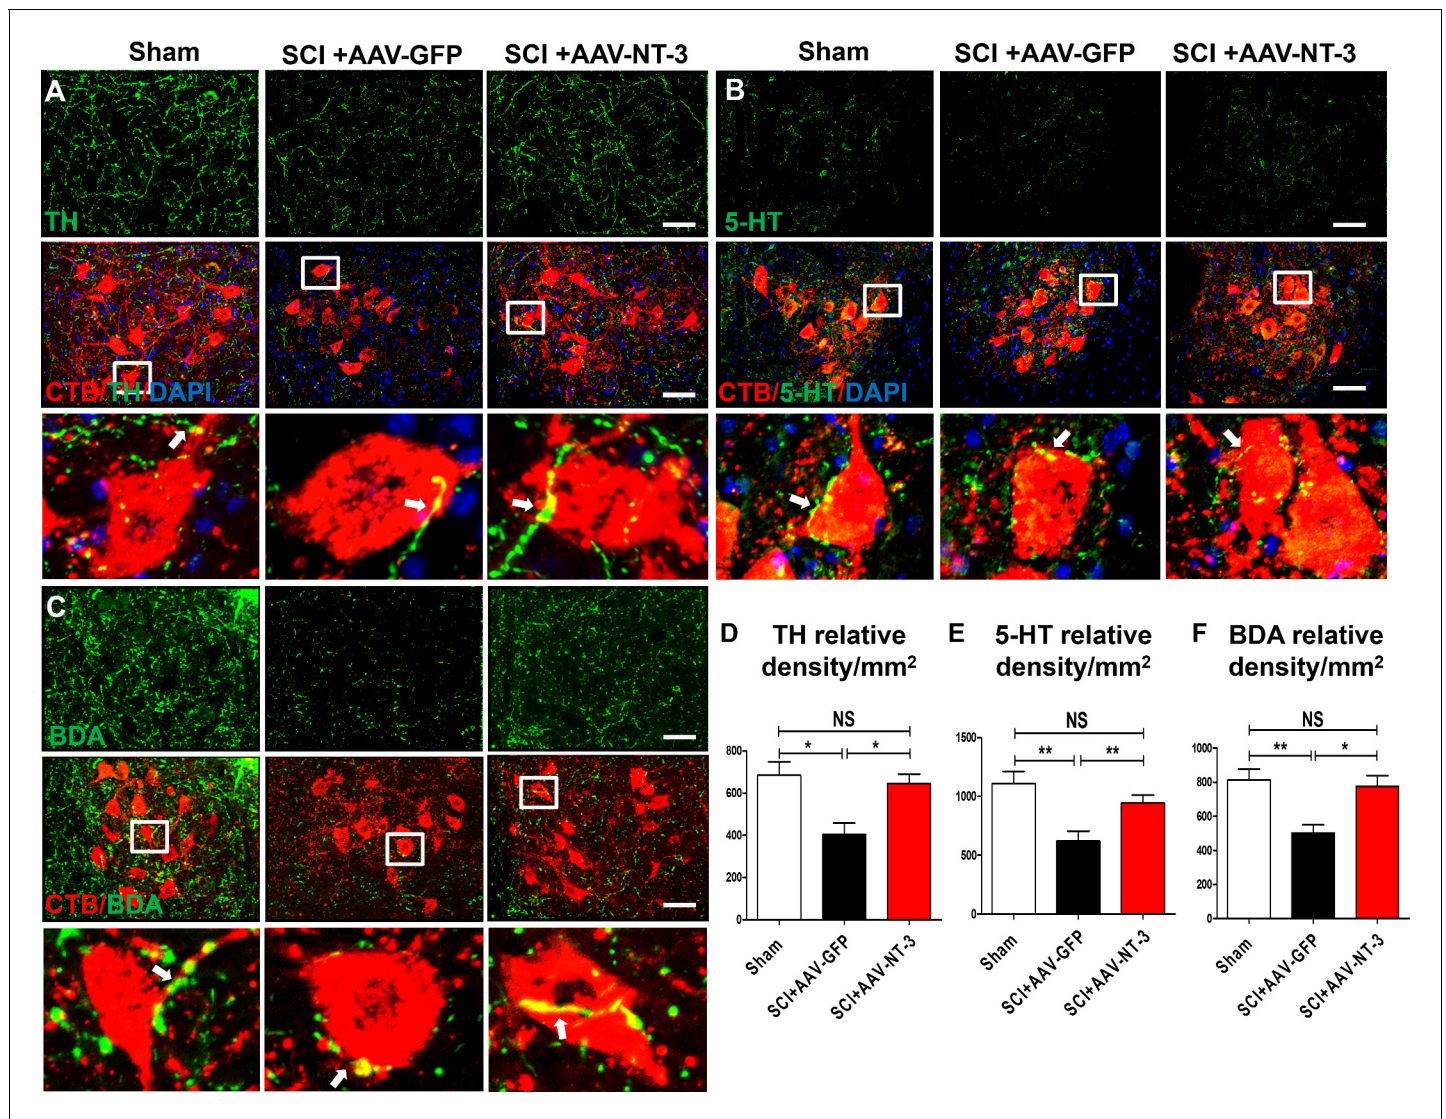 Sham
SCI +AAV-GFP
SCI +AAV-NT-3
Sham
SCI +AAV-GFP
SCI +AAV-NT-3
A
TH
CTB/TH/DAPI
B
5-HT
CTB/5-HT/DAPI
C
BDA
CTB/BDA
D
TH relative
density/mm²
NS
*
*
800
600
400
200
0
Sham
SCI+AAV-GFP
SCI+AAV-NT-3
E
5-HT relative
density/mm²
NS
**
**
1500
1000
500
0
Sham
SCI+AAV-GFP
SCI+AAV-NT-3
F
BDA relative
density/mm²
NS
**
*
1000
800
600
400
200
0
Sham
SCI+AAV-GFP
SCI+AAV-NT-3